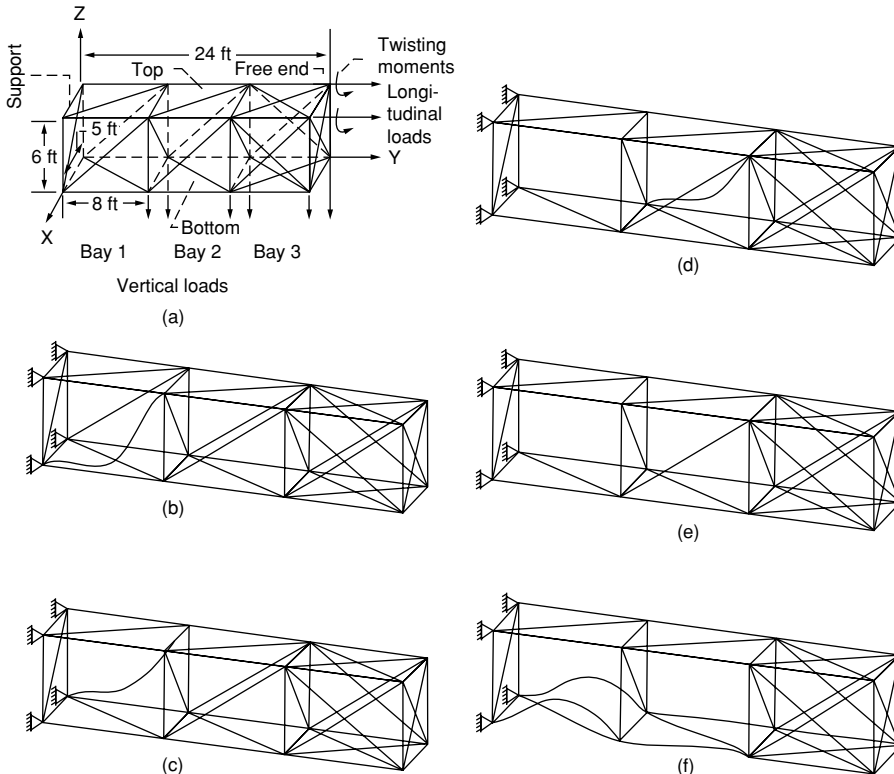 Z
24 ft
Twisting
moments
Support
Top
Free end
Longi-
tudinal
loads
5 ft
6 ft
Y
8 ft
X
Bottom
Bay 1 Bay 2 Bay 3
Vertical loads
(a)
(b)
(c)
(d)
(e)
(f)